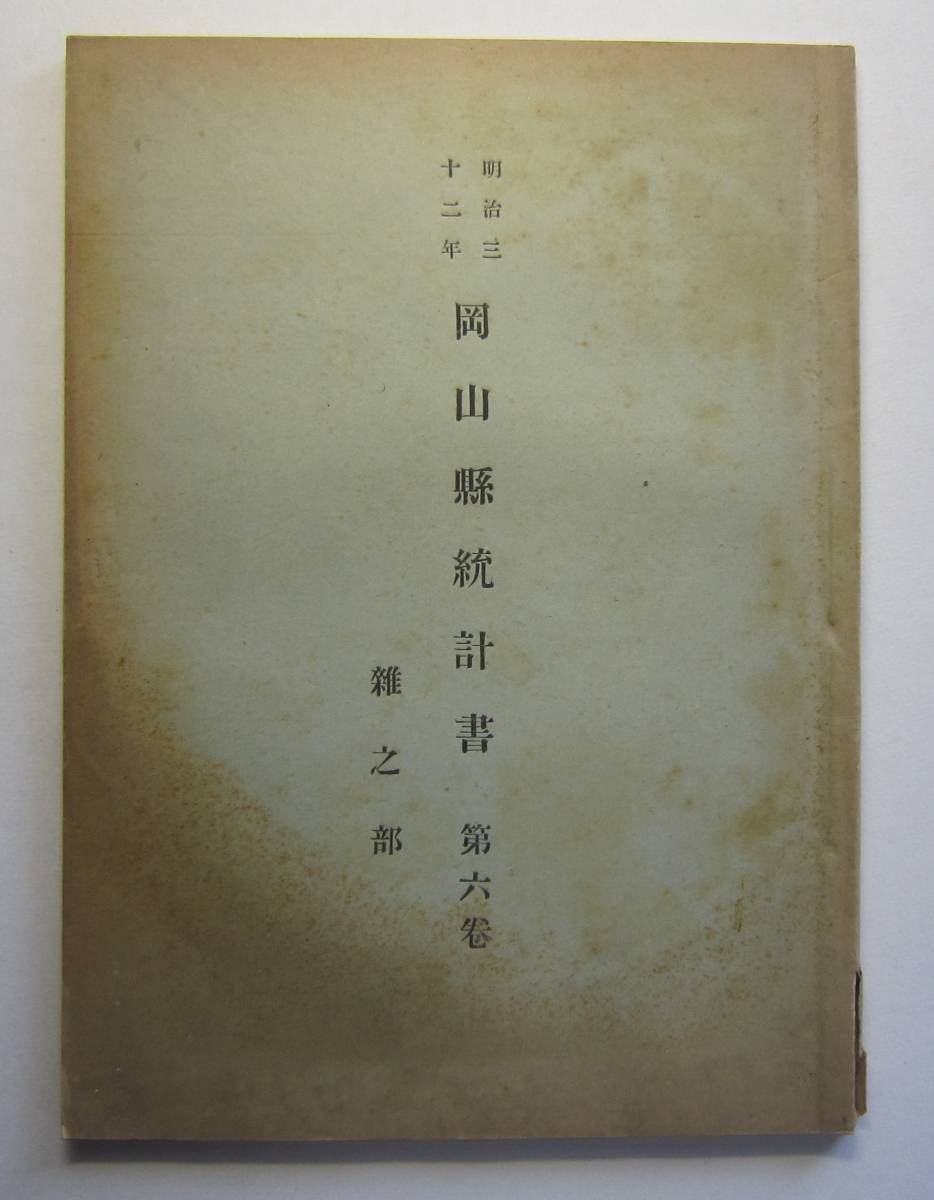 明治三
十二年
岡山縣統計書 第六卷
雜之部